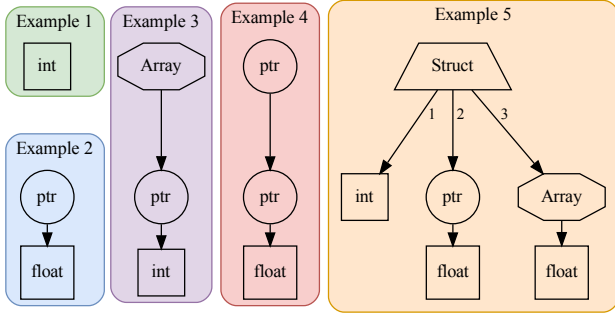 Example 1
int
Example 2
ptr
float
Example 3
Array
ptr
int
Example 4
ptr
ptr
float
Example 5
Struct
1
2
3
int
ptr
Array
float
float